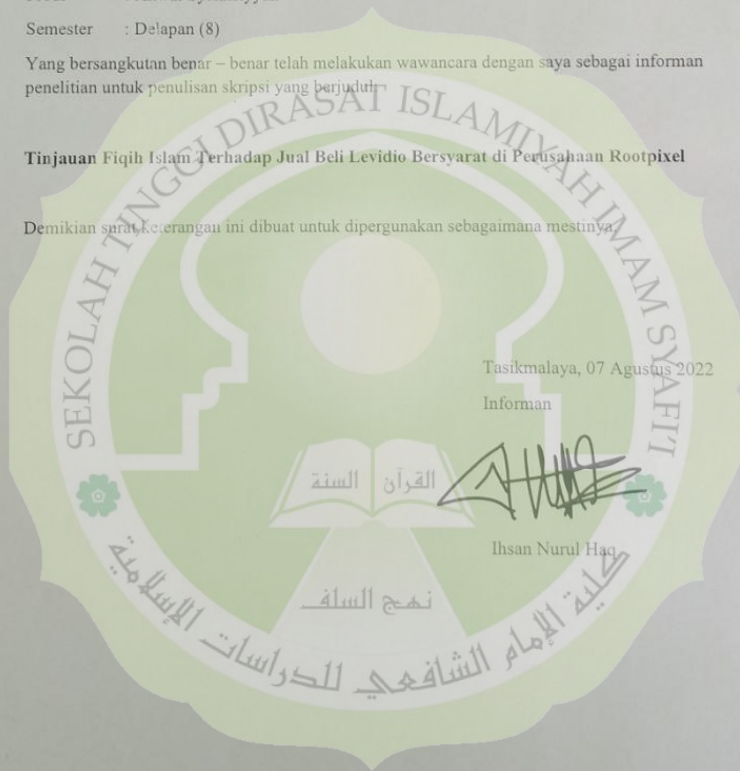 Semester : Delapan (8)
Yang bersangkutan benar – benar telah melakukan wawancara dengan saya sebagai informan
penelitian untuk penulisan skripsi yang berjudul:
Tinjauan Fiqih Islam Terhadap Jual Beli Levidio Bersyarat di Perusahaan Rootpixel
Demikian surat keterangan ini dibuat untuk dipergunakan sebagaimana mestinya.
Tasikmalaya, 07 Agustus 2022
Informan
Ihsan Nurul Haq
SEKOLAH TINGGI DIRASAT ISLAMIYAH IMAM SYAFI'I
القرآن السنة
نهج السلف
كلية الإمام الشافعي للدراسات الإسلامية